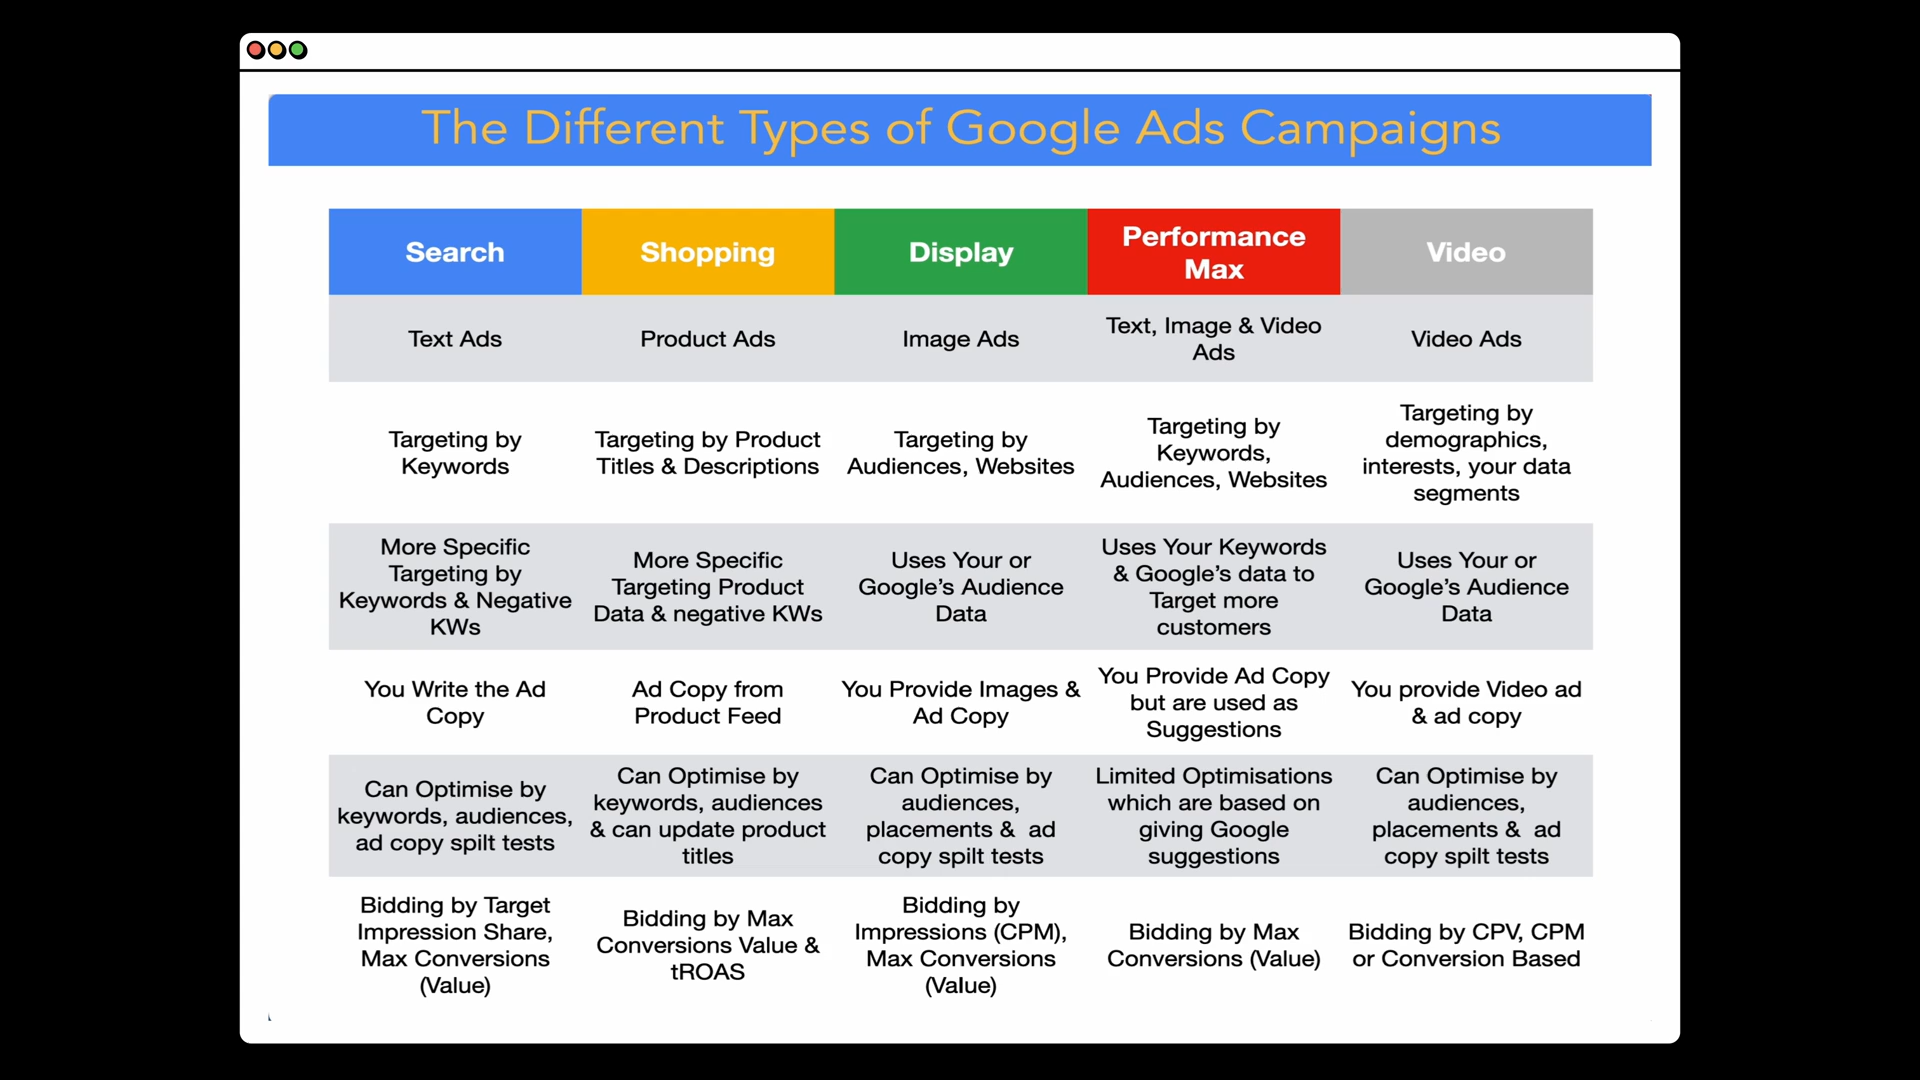 The Different Types of Google Ads Campaigns
Search
Shopping
Display
Performance
Max
Video
Text Ads
Product Ads
Image Ads
Text, Image & Video
Ads
Video Ads
Targeting by
Keywords
Targeting by Product
Titles & Descriptions
Targeting by
Audiences, Websites
Targeting by
Keywords,
Audiences, Websites
Targeting by
demographics,
interests, your data
segments
More Specific
Targeting by
Keywords & Negative
KWs
More Specific
Targeting Product
Data & negative KWs
Uses Your or
Google’s Audience
Data
Uses Your Keywords
& Google’s data to
Target more
customers
Uses Your or
Google’s Audience
Data
You Write the Ad
Copy
Ad Copy from
Product Feed
You Provide Images &
Ad Copy
You Provide Ad Copy
but are used as
Suggestions
You provide Video ad
& ad copy
Can Optimise by
keywords, audiences,
ad copy spilt tests
Can Optimise by
keywords, audiences
& can update product
titles
Can Optimise by
audiences,
placements & ad
copy spilt tests
Limited Optimisations
which are based on
giving Google
suggestions
Can Optimise by
audiences,
placements & ad
copy spilt tests
Bidding by Target
Impression Share,
Max Conversions
(Value)
Bidding by Max
Conversions Value &
tROAS
Bidding by
Impressions (CPM),
Max Conversions
(Value)
Bidding by Max
Conversions (Value)
Bidding by CPV, CPM
or Conversion Based